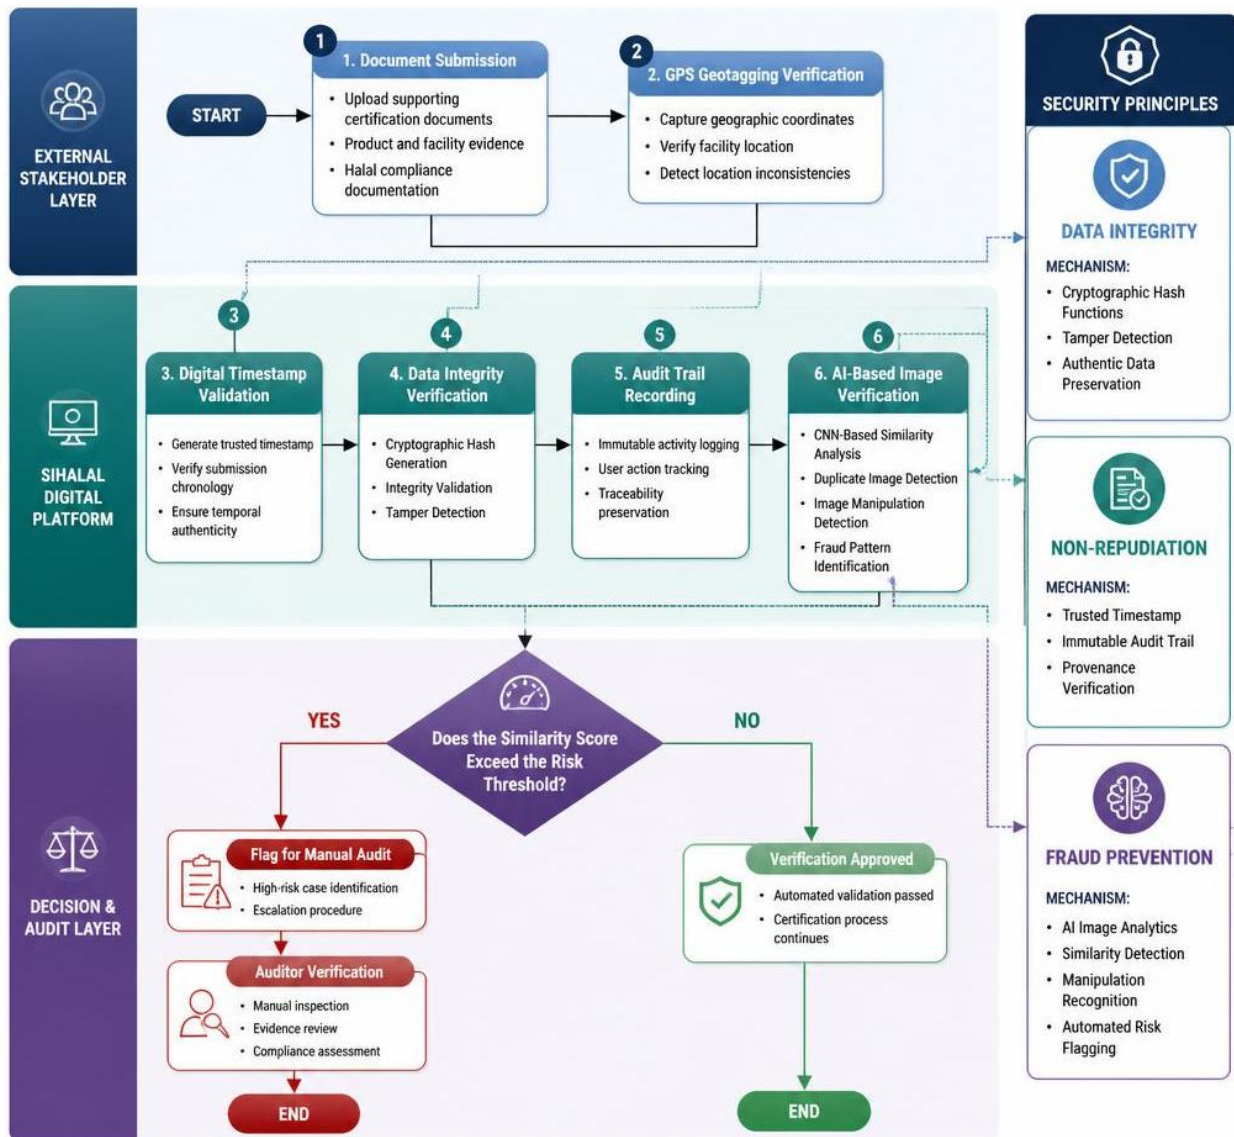 EXTERNAL
STAKEHOLDER
LAYER
START
1
1. Document Submission
• Upload supporting
certification documents
• Product and facility evidence
• Halal compliance
documentation
2
2. GPS Geotagging Verification
• Capture geographic coordinates
• Verify facility location
• Detect location inconsistencies
SIHALAL
DIGITAL
PLATFORM
3
3. Digital Timestamp
Validation
• Generate trusted timestamp
• Verify submission
chronology
• Ensure temporal
authenticity
4
4. Data Integrity
Verification
• Cryptographic Hash
Generation
• Integrity Validation
• Tamper Detection
5
5. Audit Trail
Recording
• Immutable activity logging
• User action tracking
• Traceability
preservation
6
6. AI-Based Image
Verification
• CNN-Based Similarity
Analysis
• Duplicate Image Detection
• Image Manipulation
Detection
• Fraud Pattern
Identification
DECISION &
AUDIT LAYER
Does the Similarity Score
Exceed the Risk
Threshold?
YES
NO
Flag for Manual Audit
• High-risk case identification
• Escalation procedure
Auditor Verification
• Manual inspection
• Evidence review
• Compliance assessment
END
Verification Approved
• Automated validation passed
• Certification process
continues
END
SECURITY PRINCIPLES
DATA INTEGRITY
MECHANISM:
• Cryptographic Hash
Functions
• Tamper Detection
• Authentic Data
Preservation
NON-REPUDIATION
MECHANISM:
• Trusted Timestamp
• Immutable Audit Trail
• Provenance
Verification
FRAUD PREVENTION
MECHANISM:
• AI Image Analytics
• Similarity Detection
• Manipulation
Recognition
• Automated Risk
Flagging